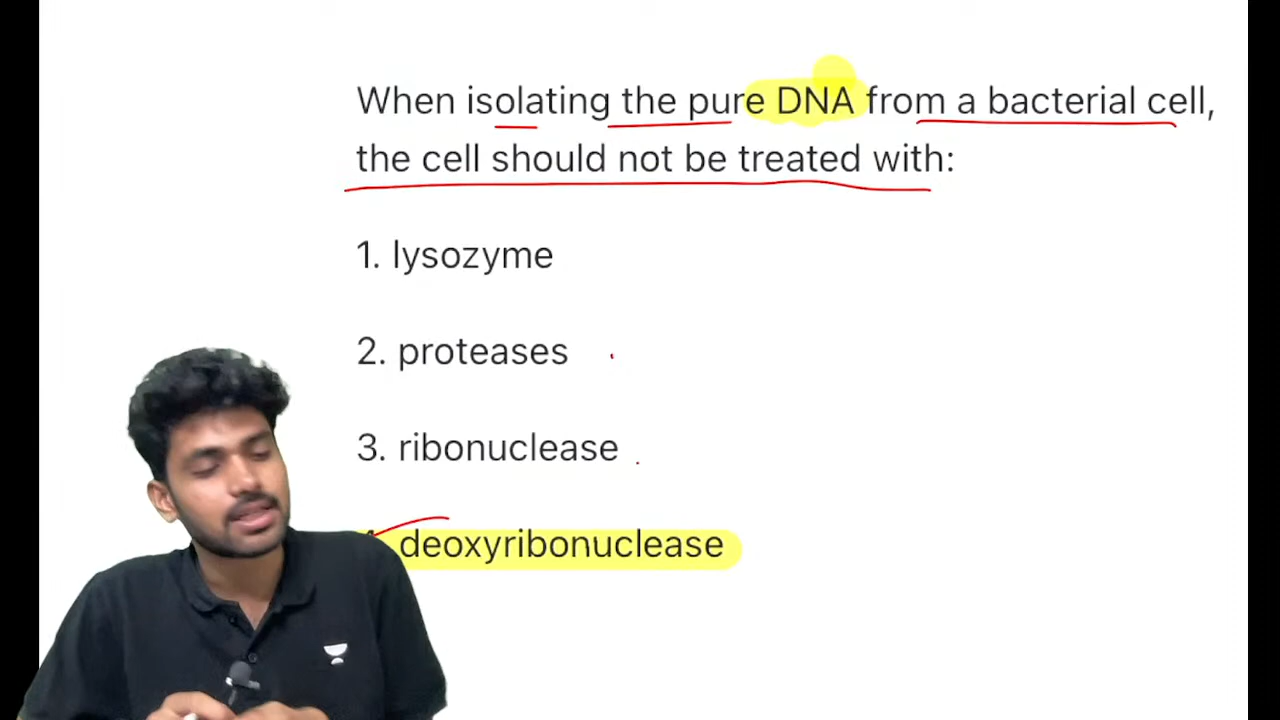 When isolating the pure DNA from a bacterial cell,
the cell should not be treated with:
1. lysozyme
2. proteases
3. ribonuclease
4. deoxyribonuclease